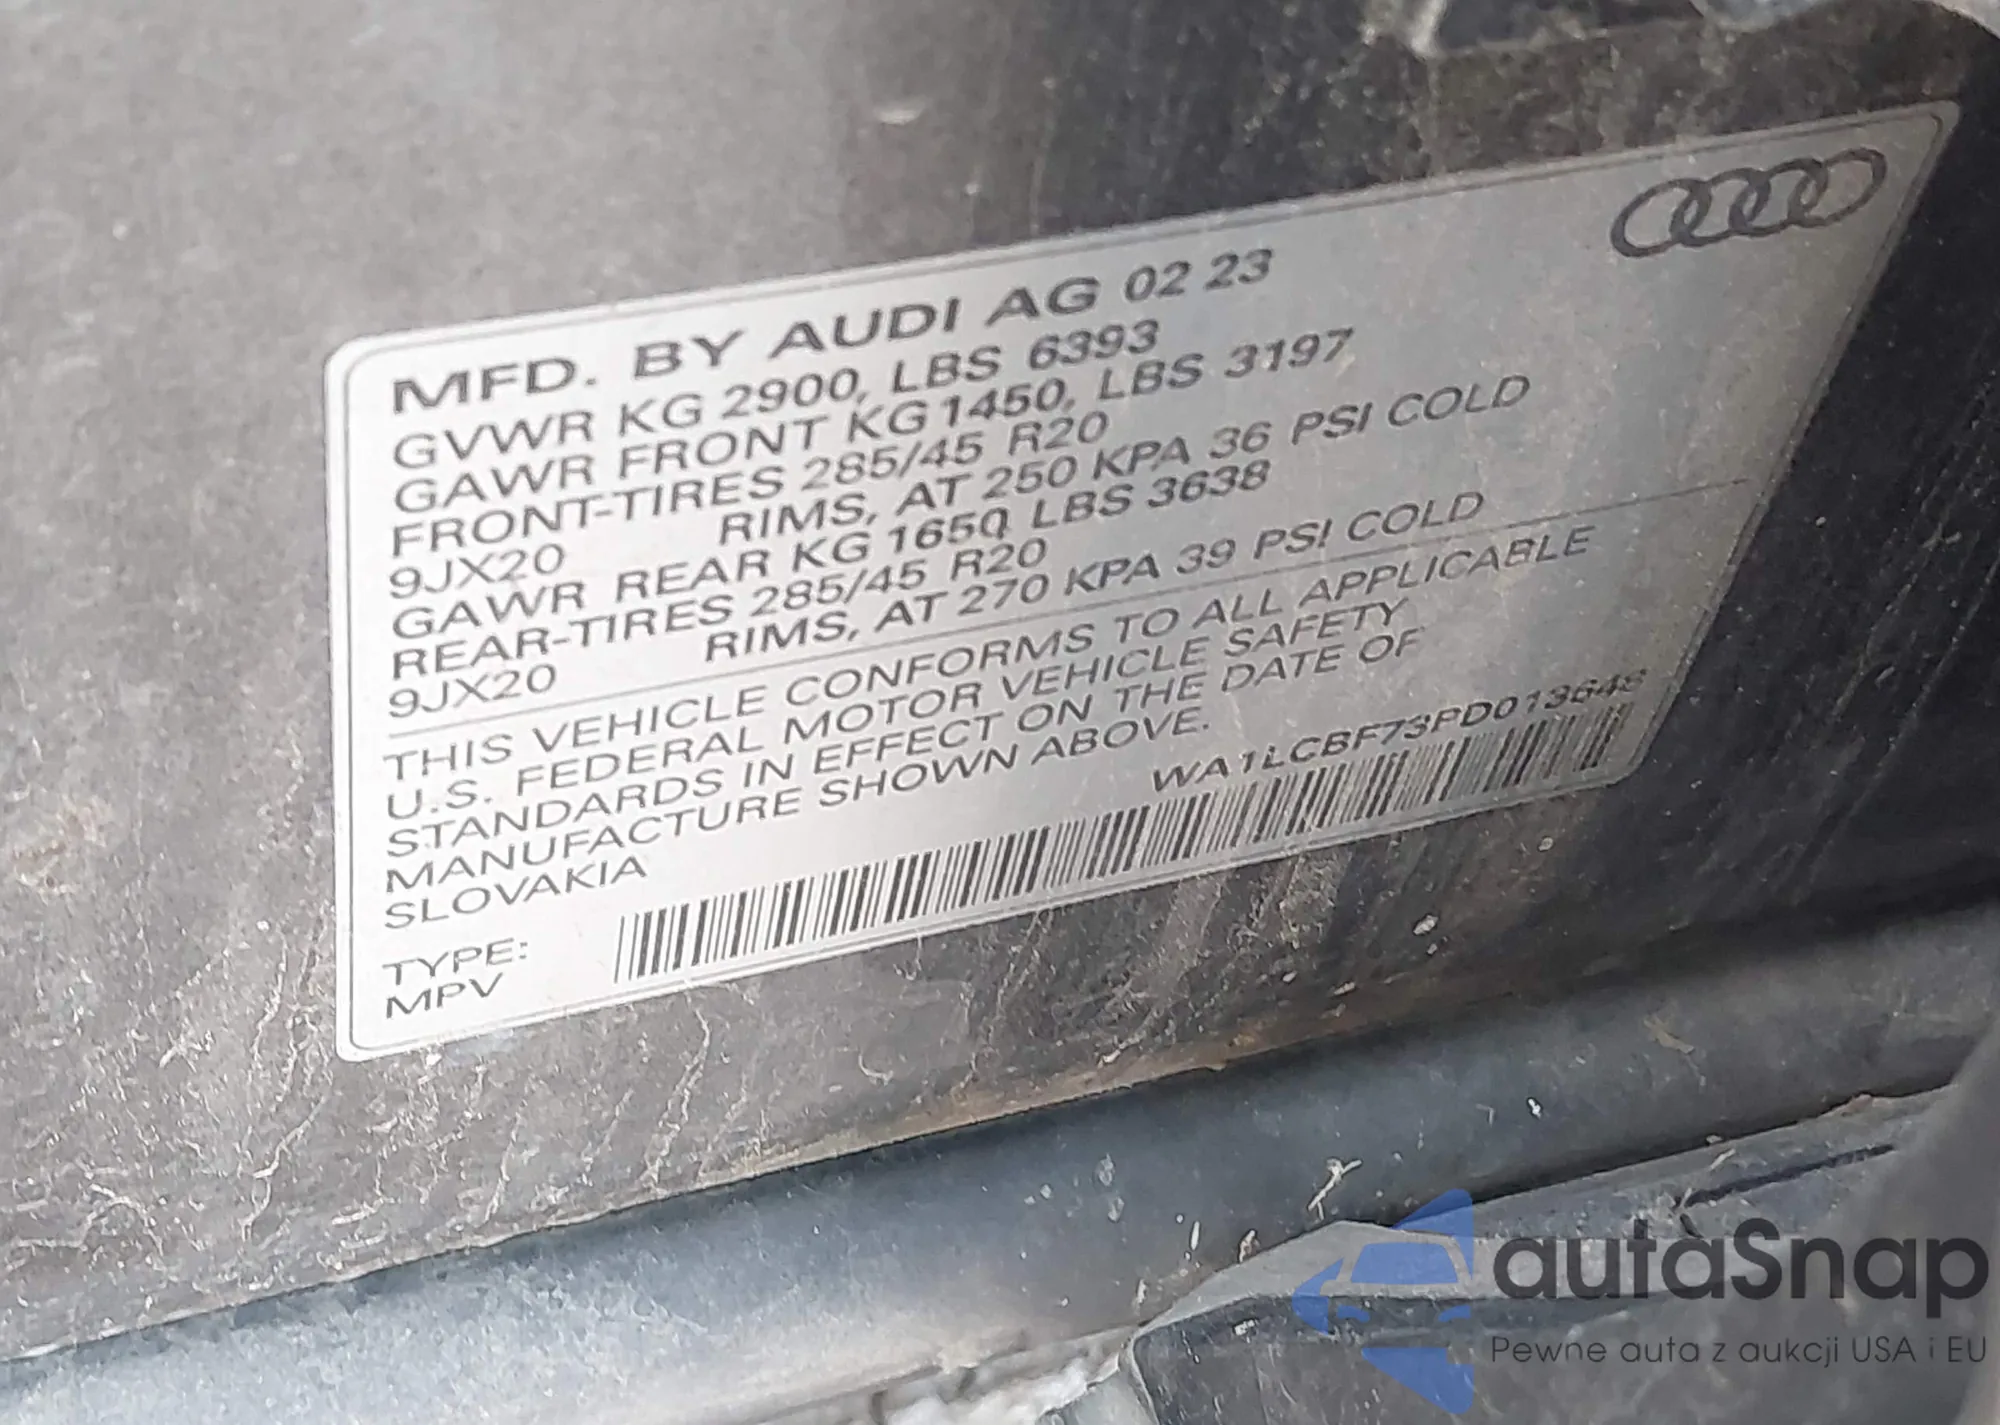 MFD. BY AUDI AG 02 23
GVWR KG 2900, LBS 6393
GAWR FRONT KG 1450, LBS 3197
FRONT-TIRES 285/45 R20
9JX20 RIMS, AT 250 KPA 36 PSI COLD
GAWR REAR KG 1650, LBS 3638
REAR-TIRES 285/45 R20
9JX20 RIMS, AT 270 KPA 39 PSI COLD
THIS VEHICLE CONFORMS TO ALL APPLICABLE
U.S. FEDERAL MOTOR VEHICLE SAFETY
STANDARDS IN EFFECT ON THE DATE OF
MANUFACTURE SHOWN ABOVE.
SLOVAKIA
WA1LCBF73PD013648
TYPE:
MPV
autaSnap
Pewne auta z aukcji USA i EU